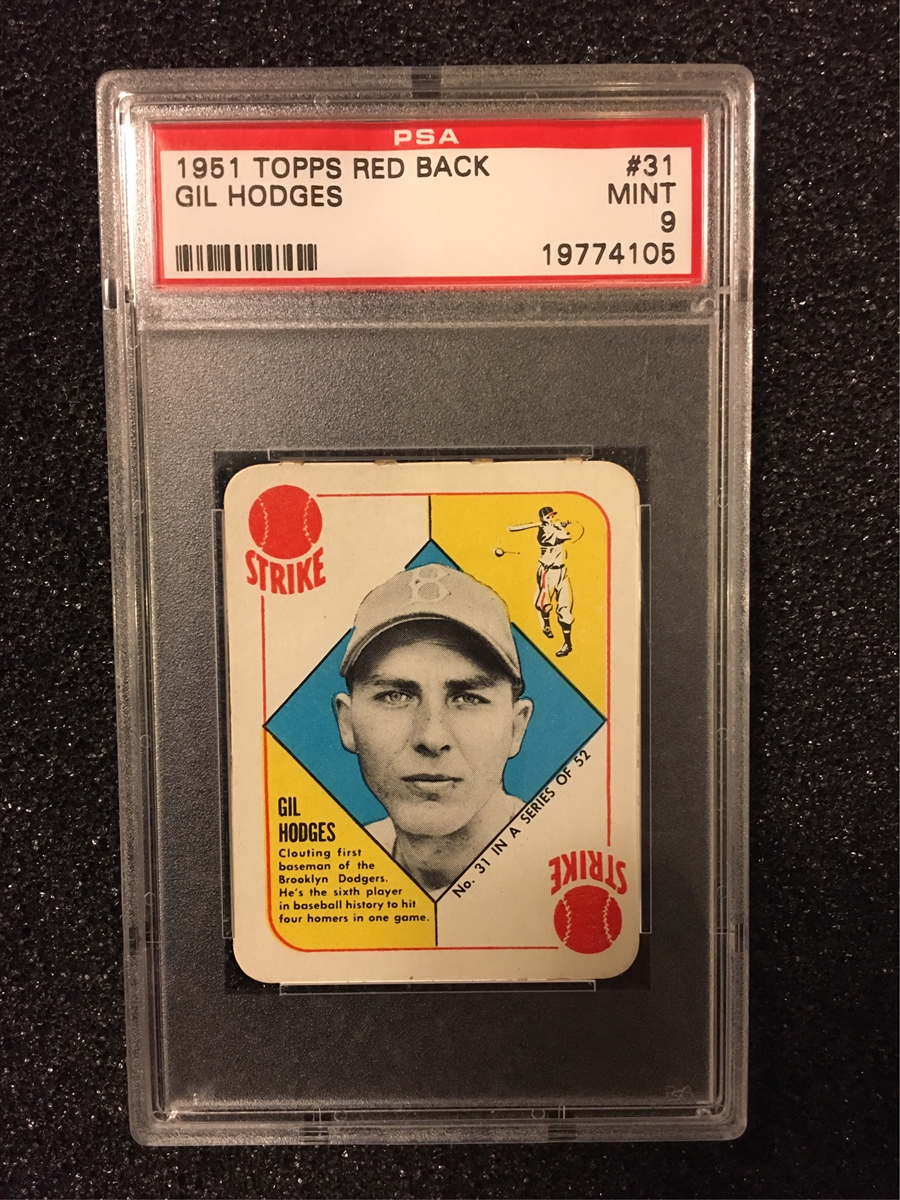 PSA
1951 TOPPS RED BACK #31
GIL HODGES MINT
9
19774105
STRIKE
B
GIL
HODGES
Clouting first
baseman of the
Brooklyn Dodgers.
He's the sixth player
in baseball history to hit
four homers in one game.
No. 31 IN A SERIES OF 52
STRIKE